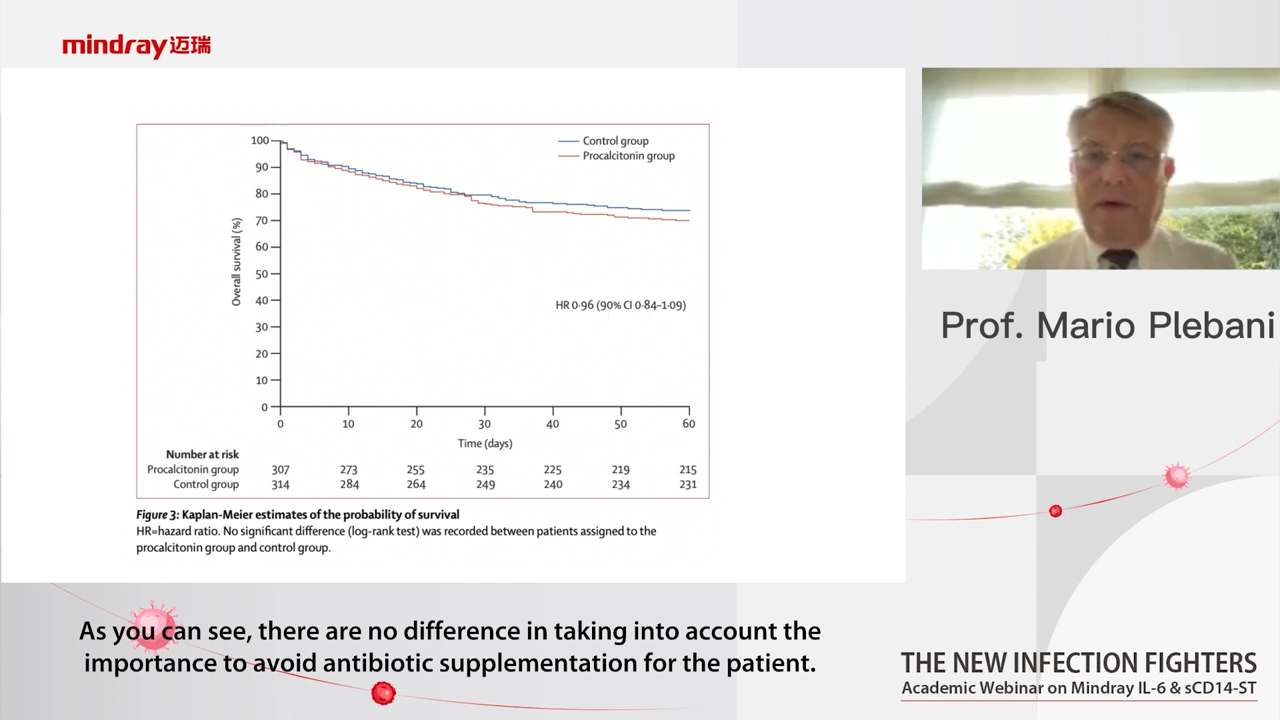 mindray迈瑞
100
90
80
70
60
50
40
30
20
10
0
Overall survival (%)
Control group
Procalcitonin group
HR 0·96 (90% CI 0·84–1·09)
0 10 20 30 40 50 60
Time (days)
Number at risk
Procalcitonin group 307 273 255 235 225 219 215
Control group 314 284 264 249 240 234 231
Figure 3: Kaplan-Meier estimates of the probability of survival
HR=hazard ratio. No significant difference (log-rank test) was recorded between patients assigned to the
procalcitonin group and control group.
Prof. Mario Plebani
As you can see, there are no difference in taking into account the
importance to avoid antibiotic supplementation for the patient.
THE NEW INFECTION FIGHTERS
Academic Webinar on Mindray IL-6 & sCD14-ST